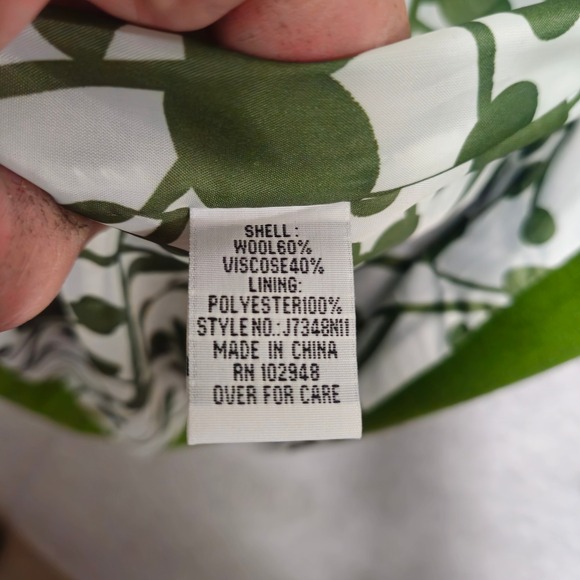 SHELL:
WOOL60%
VISCOSE40%
LINING:
POLYESTER100%
STYLE NO.:J7348N11
MADE IN CHINA
RN 102948
OVER FOR CARE